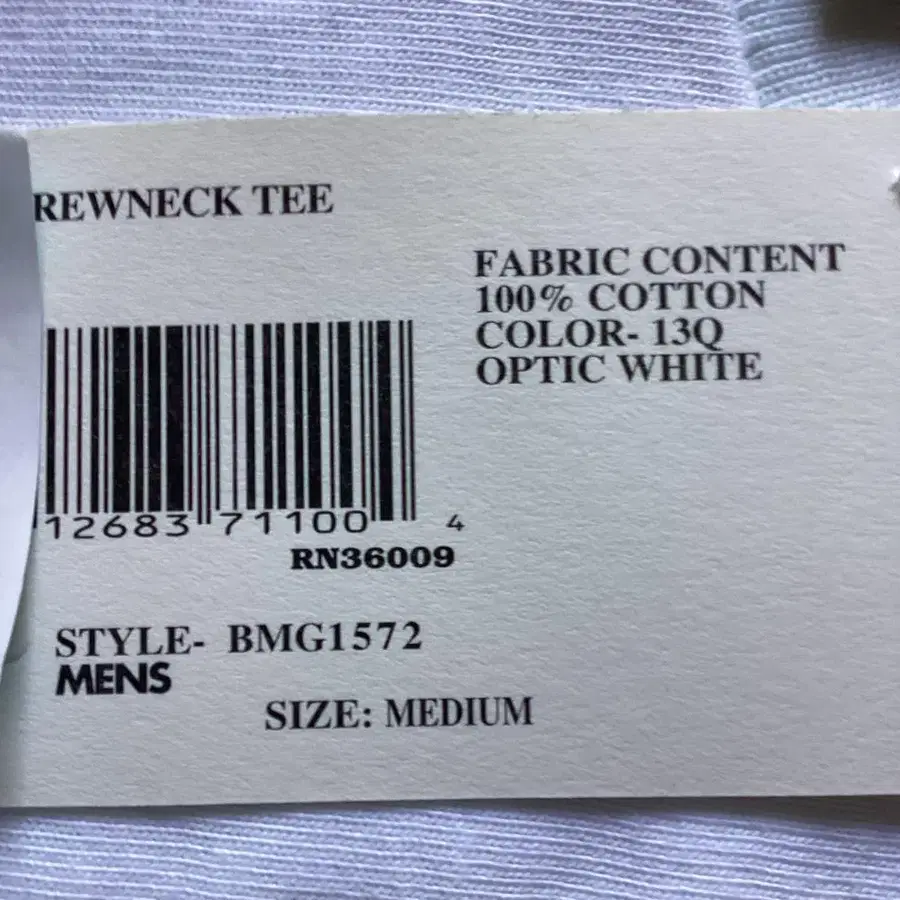 REWNECK TEE
FABRIC CONTENT
100% COTTON
COLOR- 13Q
OPTIC WHITE
12683 71100 4
RN36009
STYLE- BMG1572
MENS
SIZE: MEDIUM